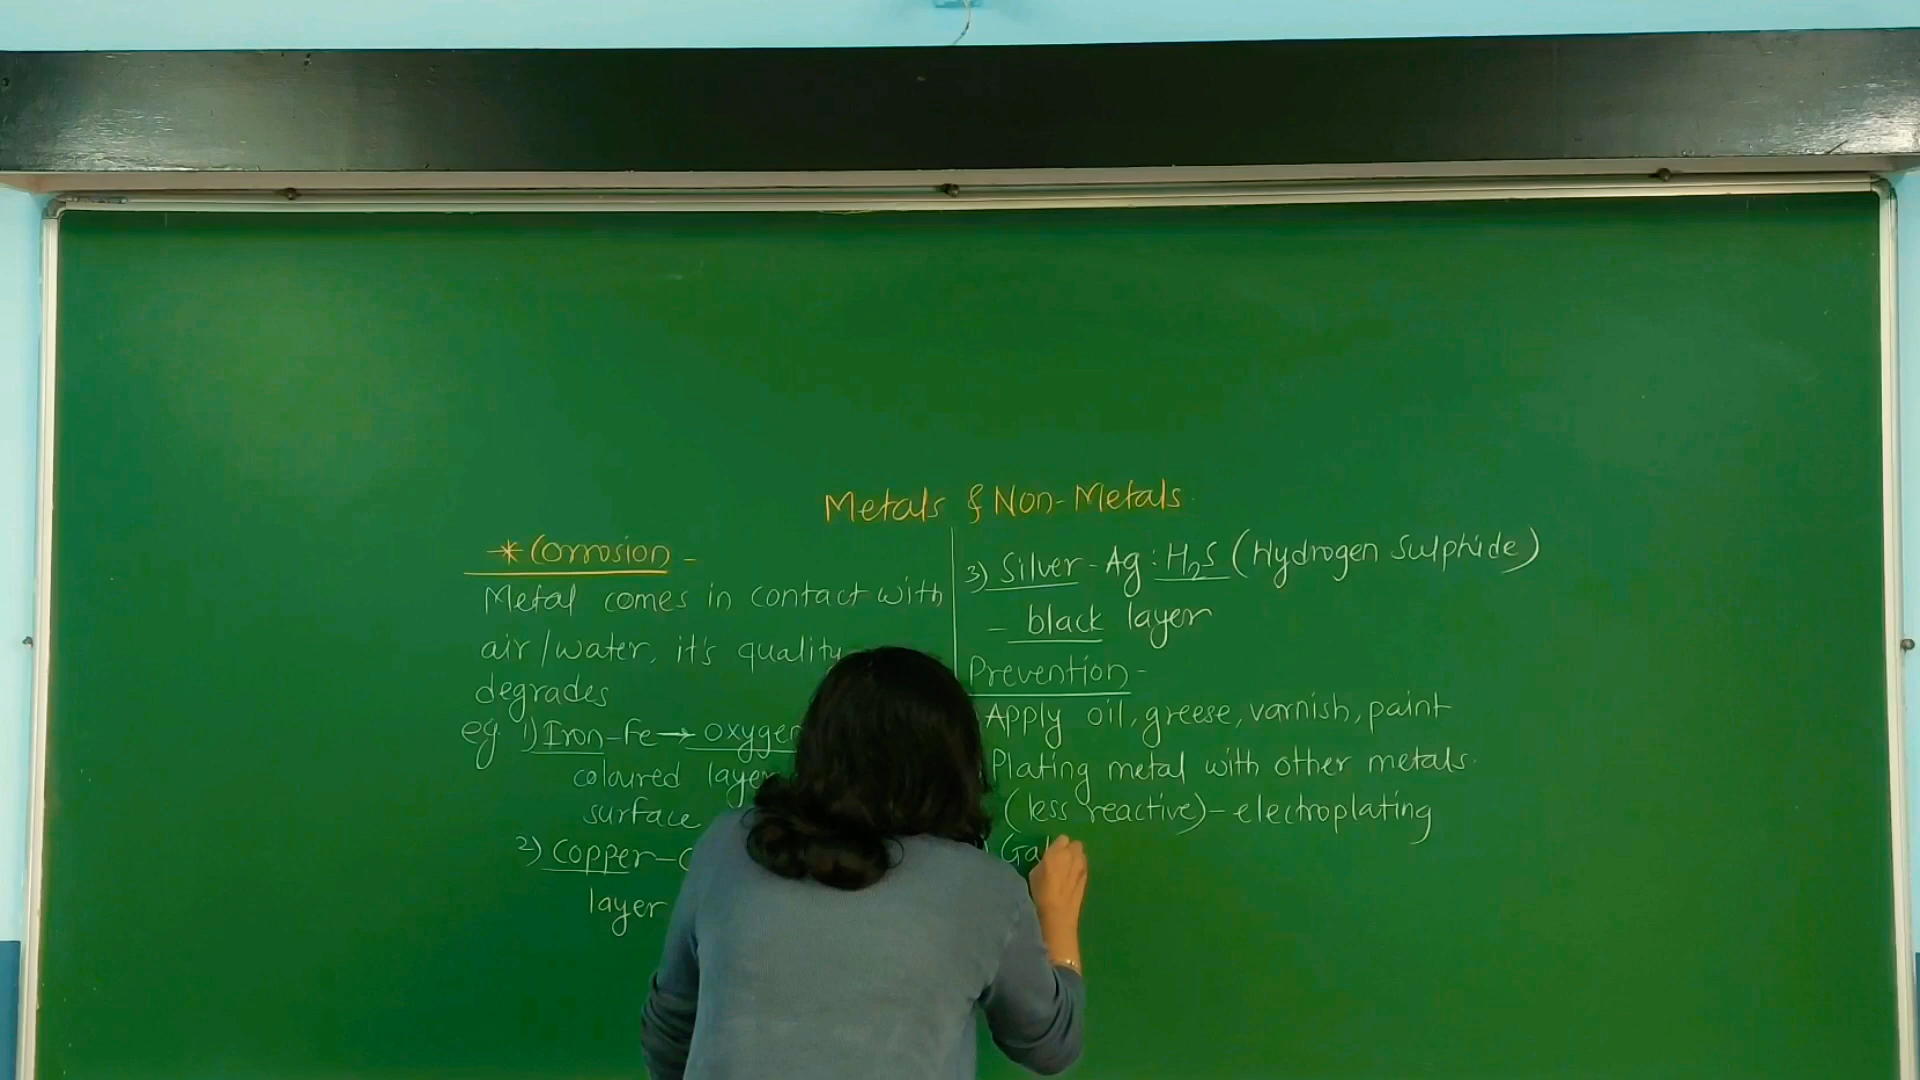 Metals & Non-Metals
* Corrosion -
Metal comes in contact with
air/water, it's quality
degrades
eg. 1) Iron-Fe→ oxygen
coloured layer
surface
2) Copper-C
layer
3) Silver - Ag : H₂S (Hydrogen Sulphide)
- black layer
Prevention -
Apply oil, greese, varnish, paint
Plating metal with other metals.
(less reactive) - electroplating
Gal